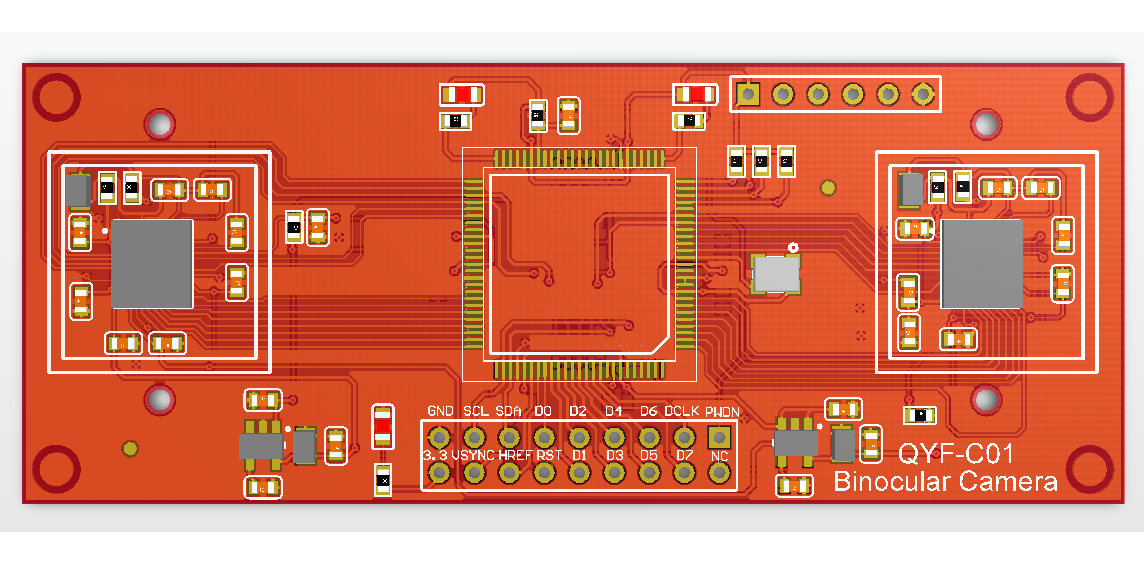 GND SCL SDA D0 D2 D4 D6 DCLK PWDN
3.3 VSYNC HREF RST D1 D3 D5 D7 NC
QYF-C01
Binocular Camera